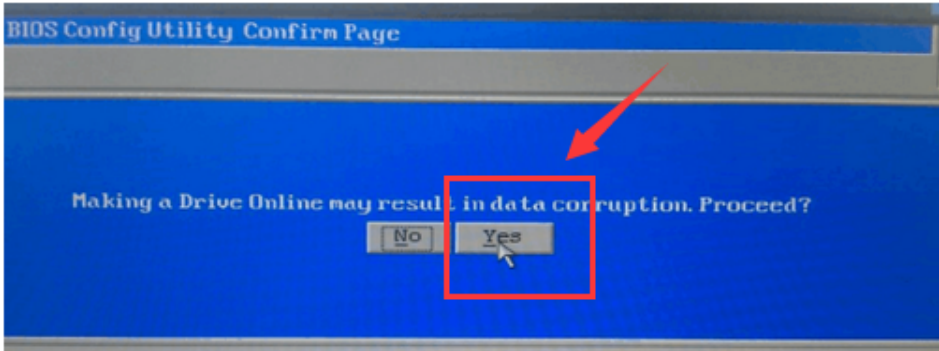 BIOS Config Utility Confirm Page
Making a Drive Online may result in data corruption. Proceed?
No Yes